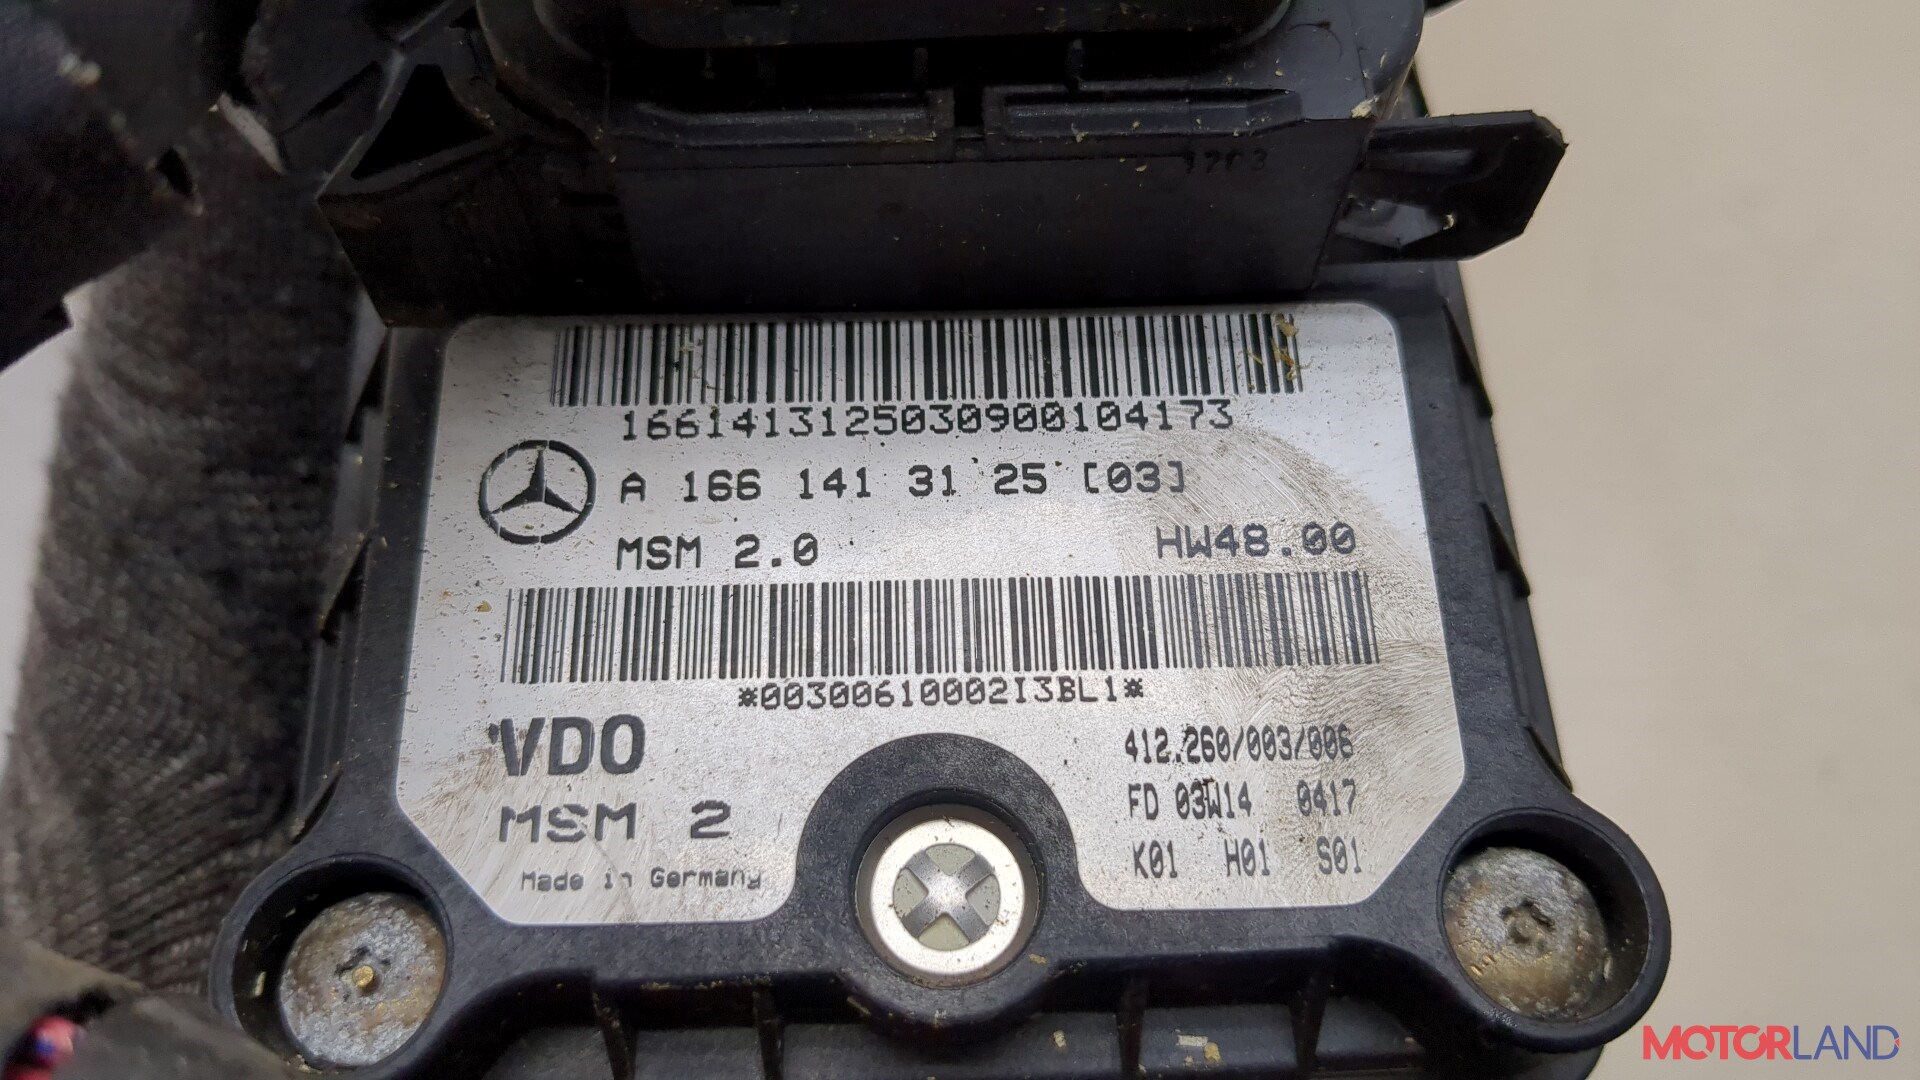 1661413125030900104173
A 166 141 31 25 [03]
MSM 2.0 HW48.00
*00300610002I3BL1*
VDO
412.260/003/006
MSM 2
FD 03W14 0417
Made in Germany
K01 H01 S01
MOTORLAND